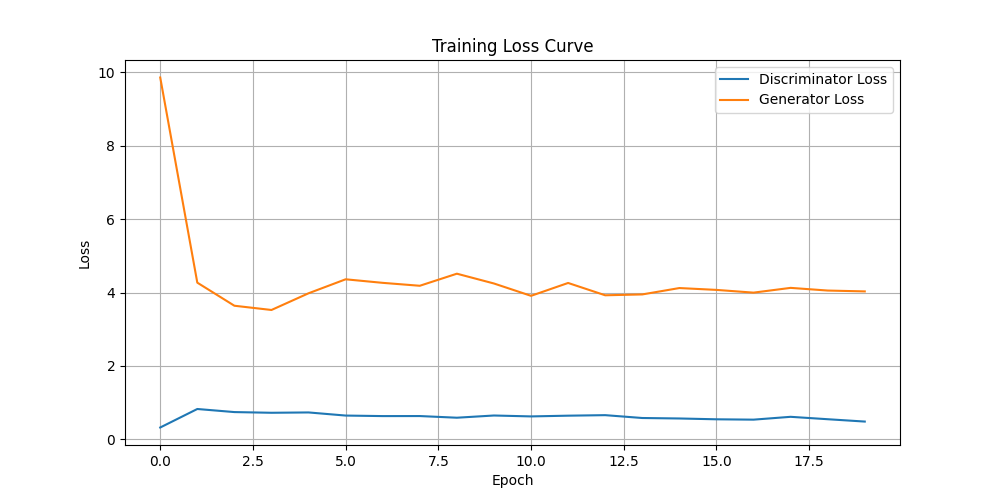 Training Loss Curve
Discriminator Loss
Generator Loss
10
8
6
4
2
0
Loss
0.0 2.5 5.0 7.5 10.0 12.5 15.0 17.5
Epoch